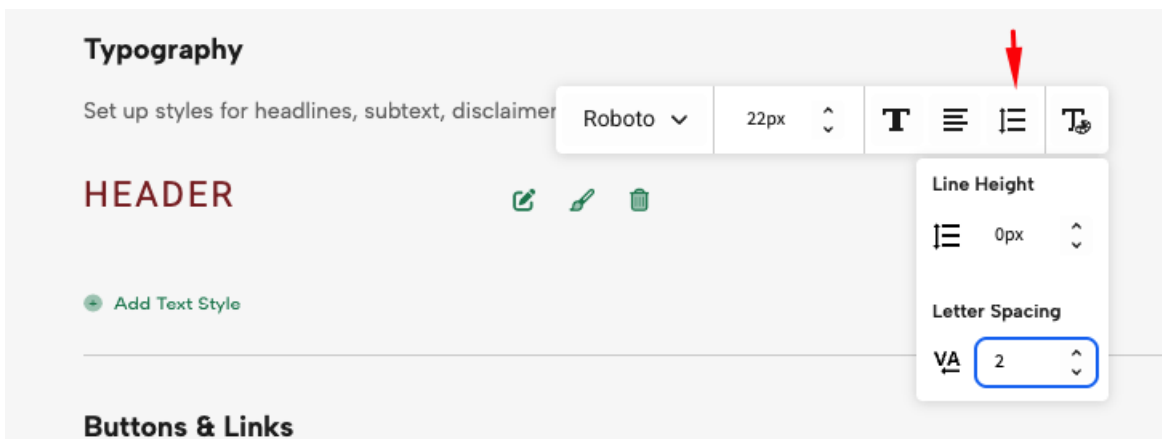 Typography
Set up styles for headlines, subtext, disclaimer
Roboto
22px
HEADER
Line Height
0px
Add Text Style
Letter Spacing
VA
2
Buttons & Links